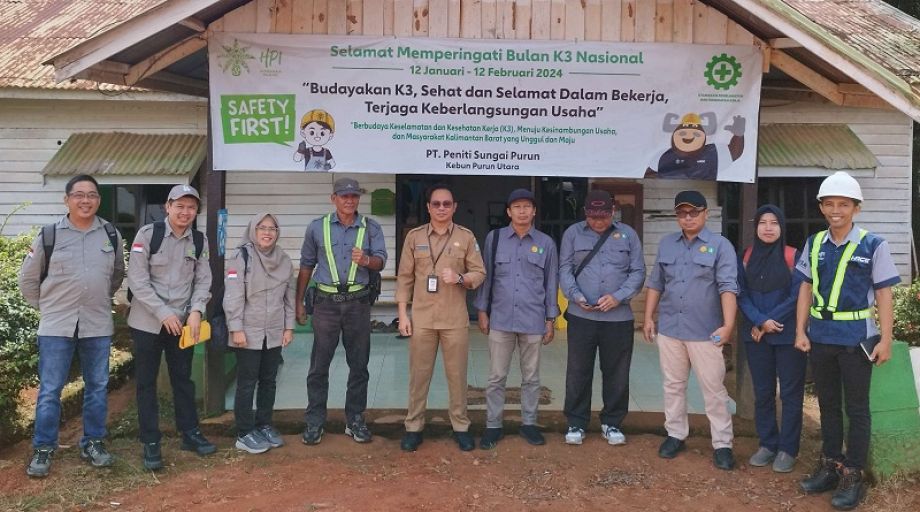 HPI
Selamat Memperingati Bulan K3 Nasional
12 Januari - 12 Februari 2024
"Budayakan K3, Sehat dan Selamat Dalam Bekerja,
Terjaga Keberlangsungan Usaha"
SAFETY
FIRST!
"Berbudaya Keselamatan dan Kesehatan Kerja (K3), Menuju Kesinambungan Usaha,
dan Masyarakat Kalimantan Barat yang Unggul dan Maju
PT. Peniti Sungai Purun
Kebun Purun Utara